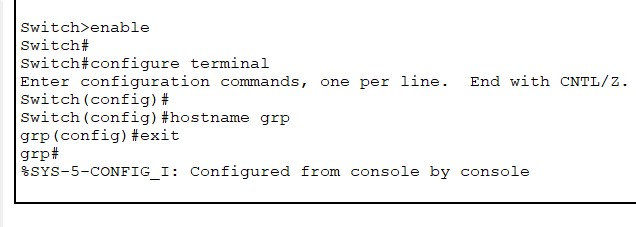 Switch>enable
Switch#
Switch#configure terminal
Enter configuration commands, one per line.  End with CNTL/Z.
Switch(config)#
Switch(config)#hostname grp
grp(config)#exit
grp#
%SYS-5-CONFIG_I: Configured from console by console